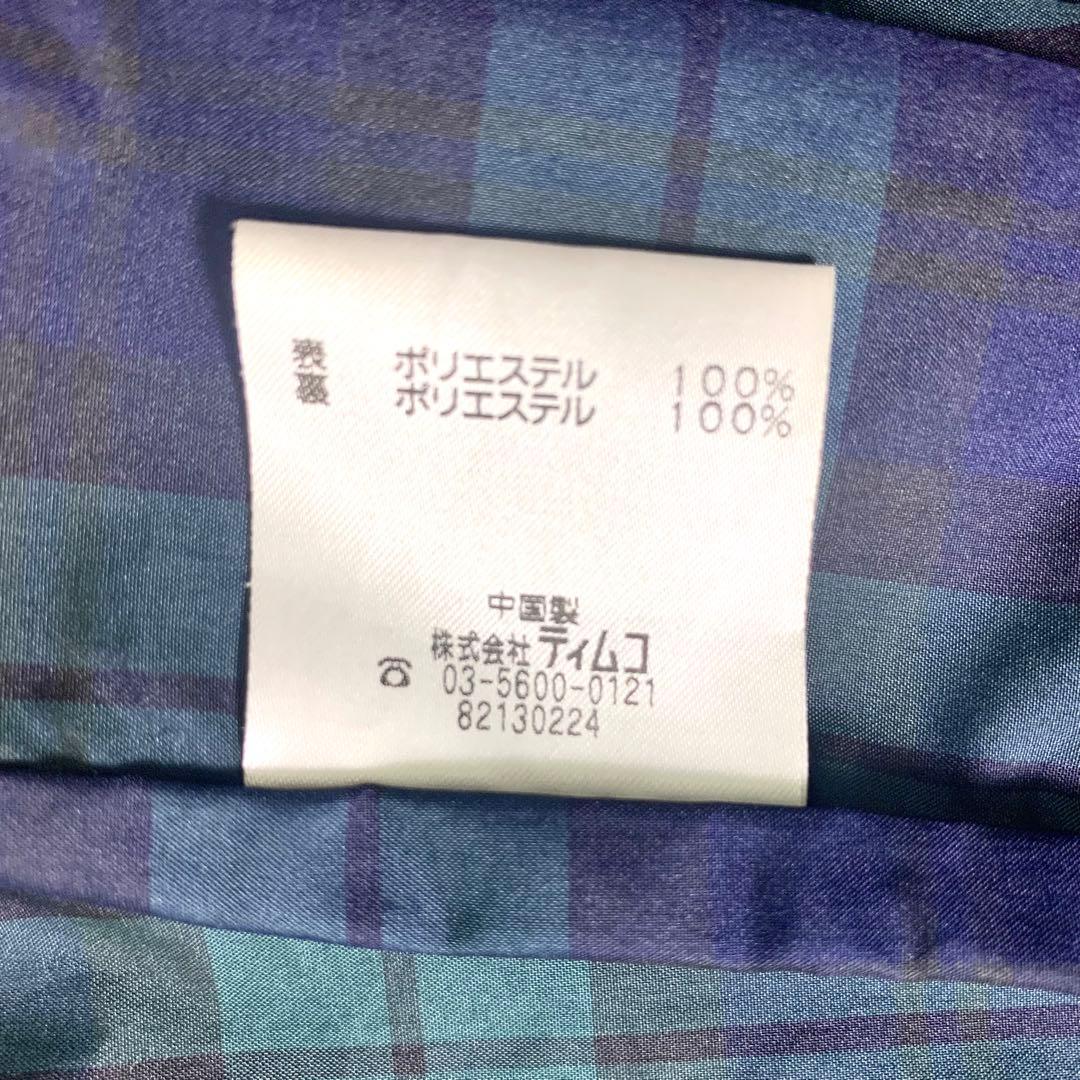 表 ポリエステル 100%
裏 ポリエステル 100%
中国製
株式会社 ティムコ
☎ 03-5600-0121
82130224